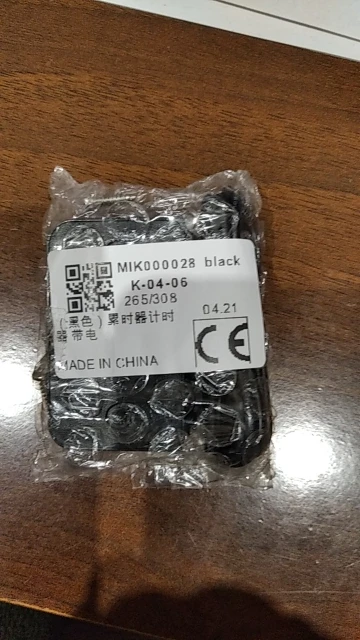 MIK000028 black
K-04-06
265/308
04.21
(黑色) 累时器计时
器 带电
MADE IN CHINA
CE